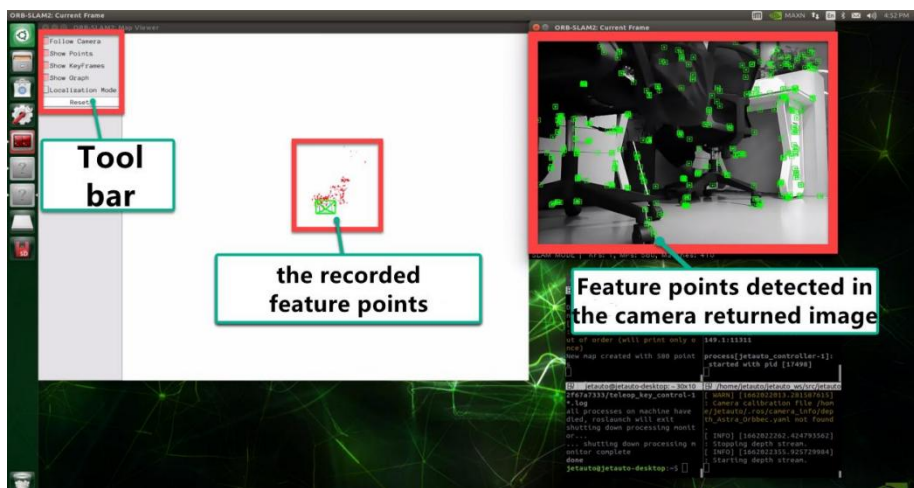 ORB-SLAM2: Current Frame
MAXN
En
4:52 PM
ORB-SLAM2: Map Viewer
ORB-SLAM2: Current Frame
Follow Camera
Show Points
Show KeyFrames
Show Graph
Localization Mode
Reset
Tool
bar
the recorded
feature points
Feature points detected in
the camera returned image
ut of order (will print only o
nce)
New map created with 500 point
149.1:11311
process[jetauto_controller-1]:
started with pid [17498]
jetauto@jetauto-desktop: ~ 30x10
2f67a7333/teleop_key_control-1
*.log
all processes on machine have
died, roslaunch will exit
shutting down processing monit
or...
... shutting down processing m
onitor complete
done
jetauto@jetauto-desktop:~$
/home/jetauto/jetauto_ws/src/jetauto
[ WARN] [1662022013.281507615]
: Camera calibration file /hom
e/jetauto/.ros/camera_info/dep
th_Astra_Orbbec.yaml not found
.
[ INFO] [1662022262.424793562]
: Stopping depth stream.
[ INFO] [1662022355.925729984]
: Starting depth stream.
SD